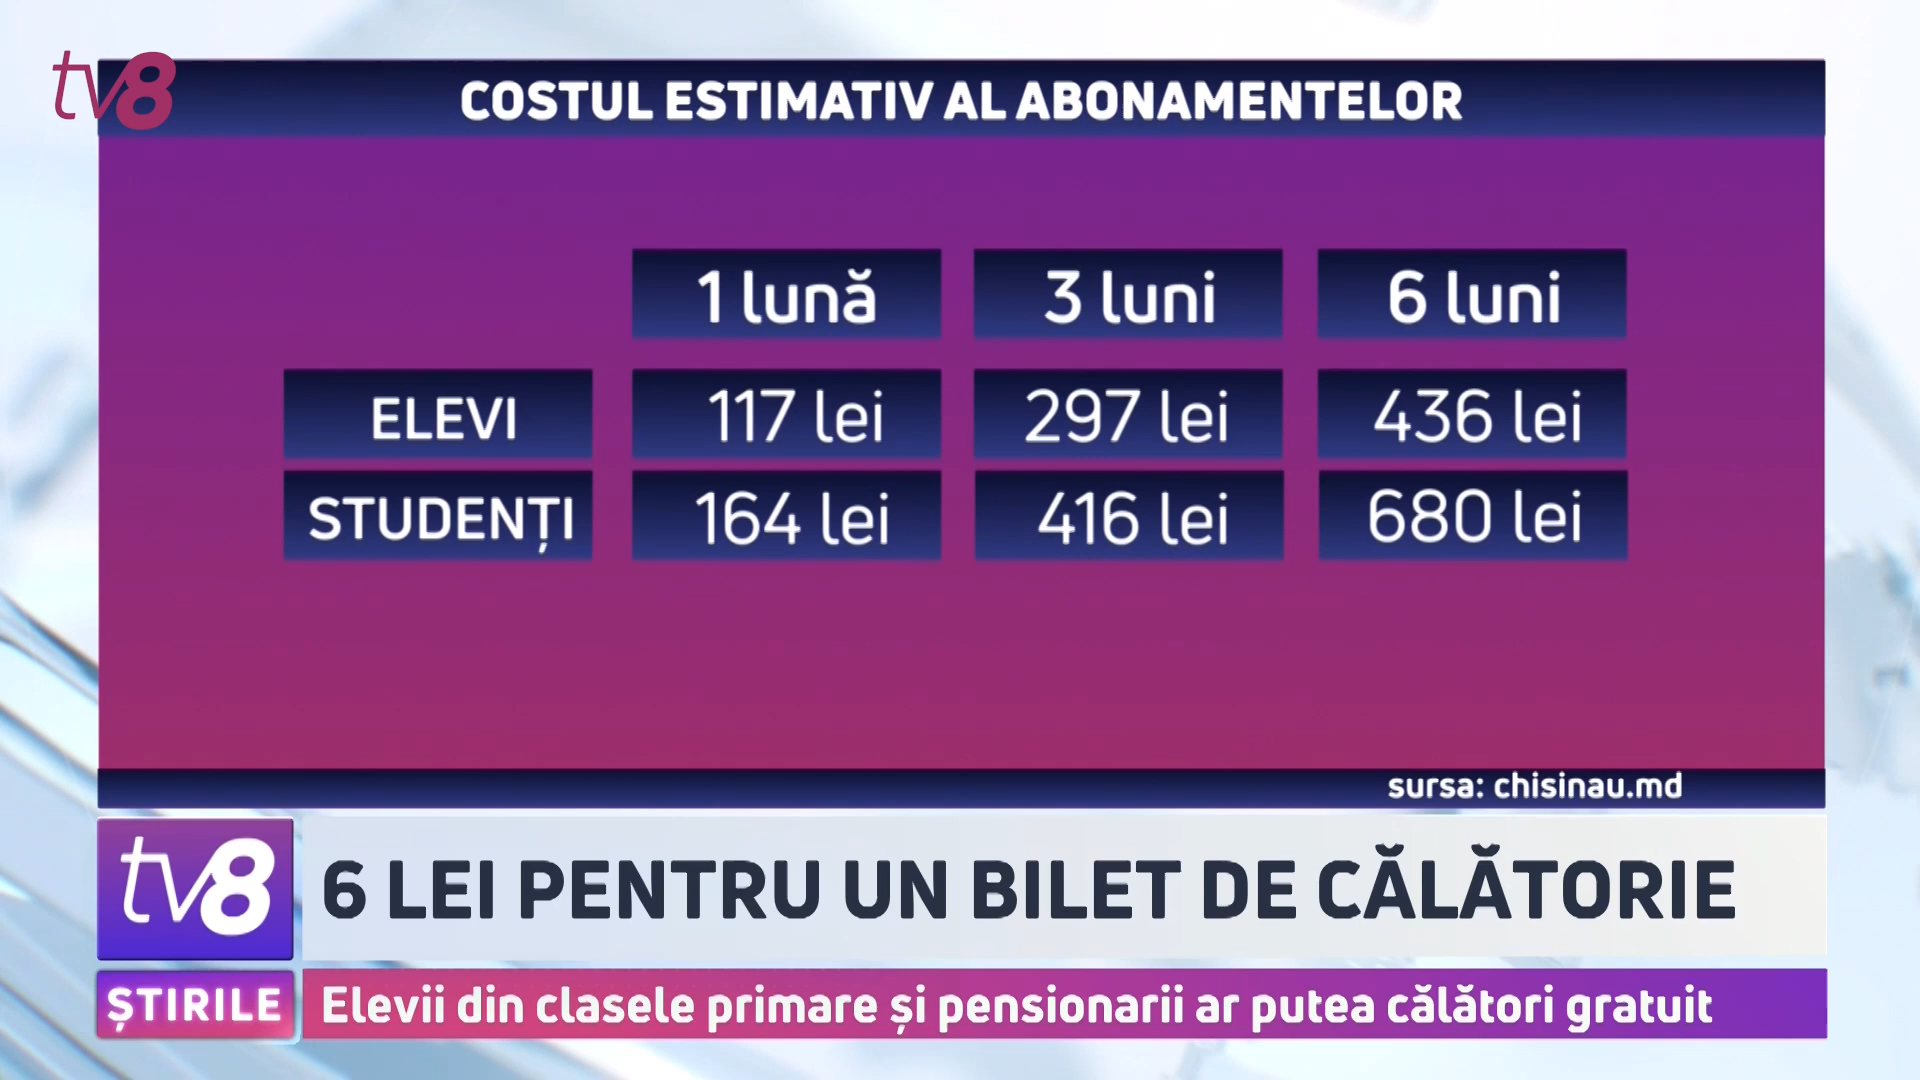 tv8
COSTUL ESTIMATIV AL ABONAMENTELOR
1 lună 3 luni 6 luni
ELEVI 117 lei 297 lei 436 lei
STUDENȚI 164 lei 416 lei 680 lei
sursa: chisinau.md
tv8 6 LEI PENTRU UN BILET DE CĂLĂTORIE
ȘTIRILE Elevii din clasele primare și pensionarii ar putea călători gratuit